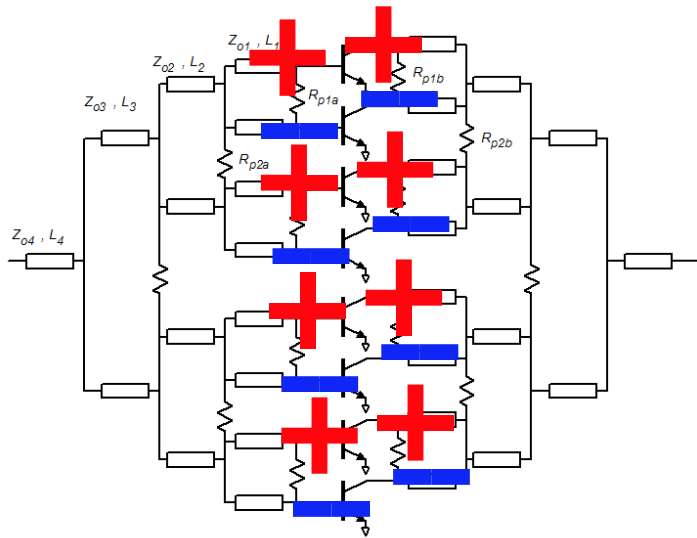 Zo1 , L1
Zo2 , L2
Rp1b
Rp1a
Zo3 , L3
Rp2b
Rp2a
Zo4 , L4